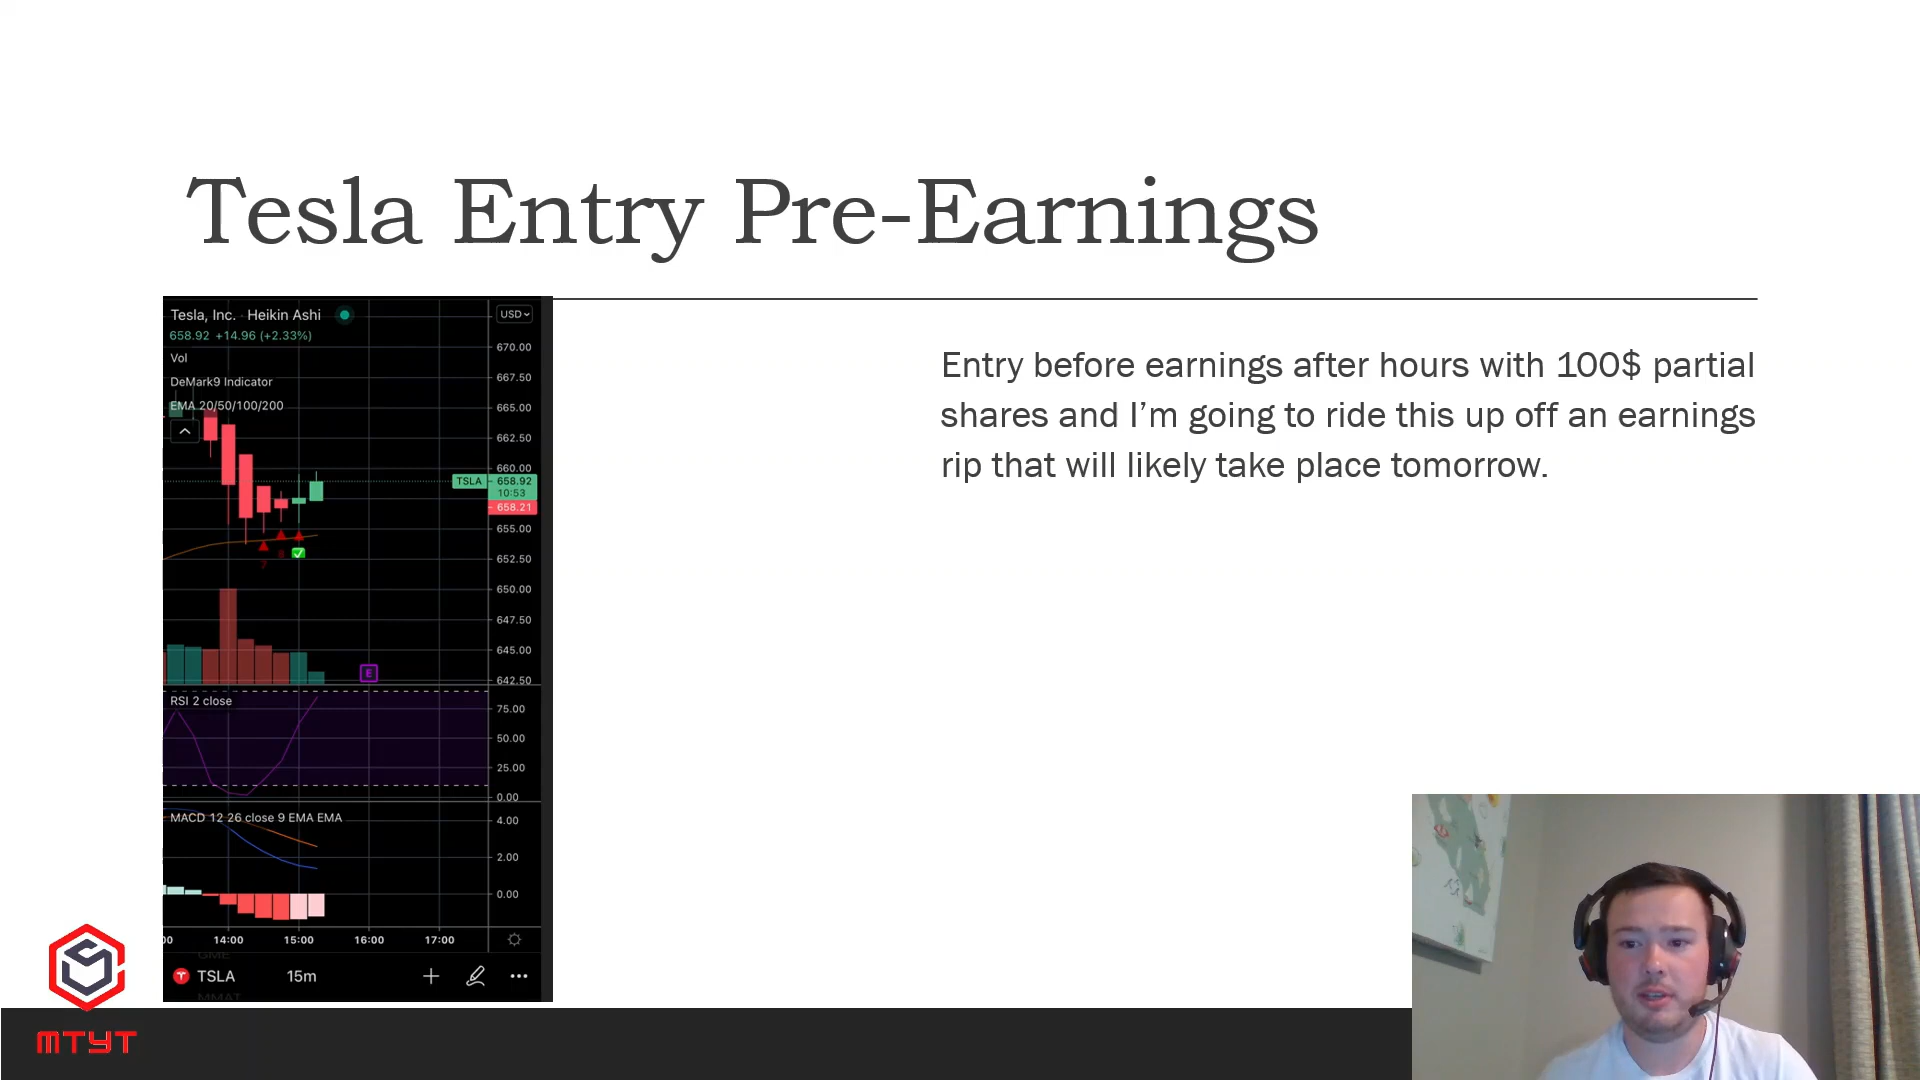 Tesla Entry Pre-Earnings
Tesla, Inc. · Heikin Ashi
USD
658.92 +14.96 (+2.33%)
Vol
DeMark9 Indicator
EMA 20/50/100/200
670.00
667.50
665.00
662.50
660.00
TSLA 658.92
10:53
658.21
655.00
652.50
650.00
647.50
645.00
642.50
7
8
E
RSI 2 close
75.00
50.00
25.00
0.00
MACD 12 26 close 9 EMA EMA
4.00
2.00
0.00
00 14:00 15:00 16:00 17:00
GME
TSLA 15m
MMAT
Entry before earnings after hours with 100$ partial
shares and I’m going to ride this up off an earnings
rip that will likely take place tomorrow.
MTYT